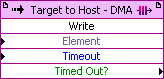 Target to Host - DMA
Write
Element
Timeout
Timed Out?